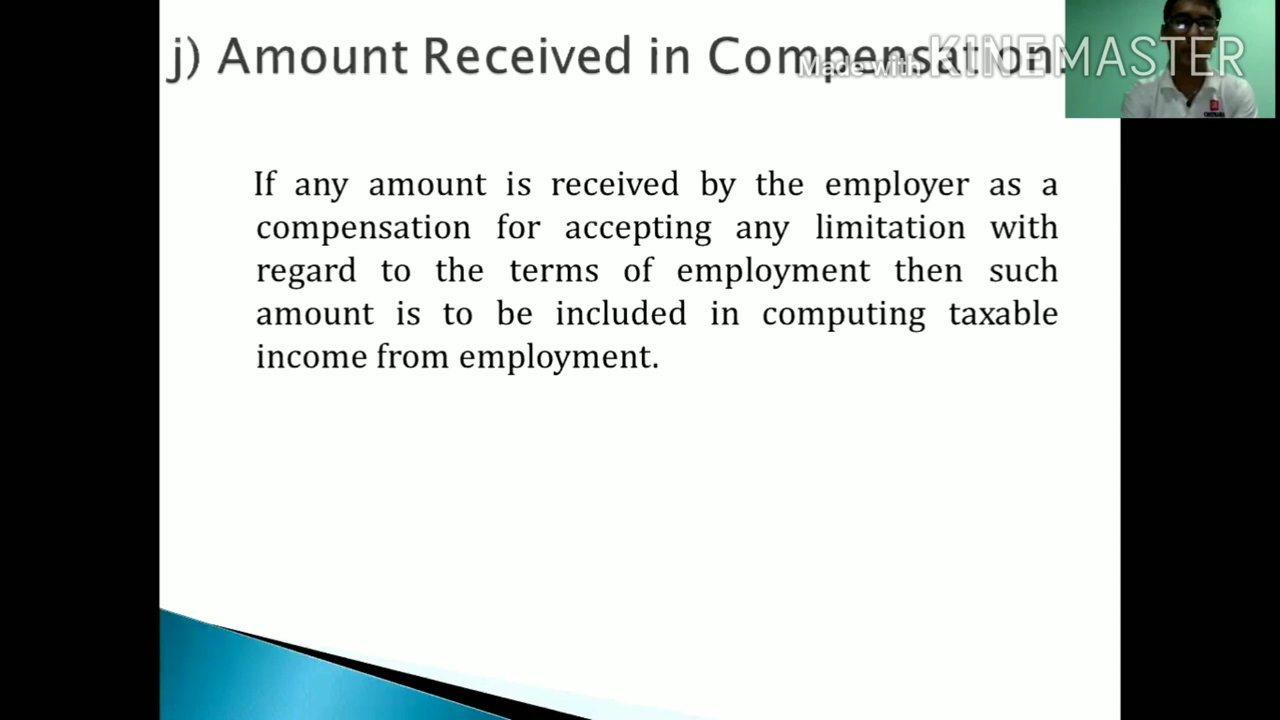 j) Amount Received in Compensation:
Made with KINEMASTER
If any amount is received by the employer as a
compensation for accepting any limitation with
regard to the terms of employment then such
amount is to be included in computing taxable
income from employment.